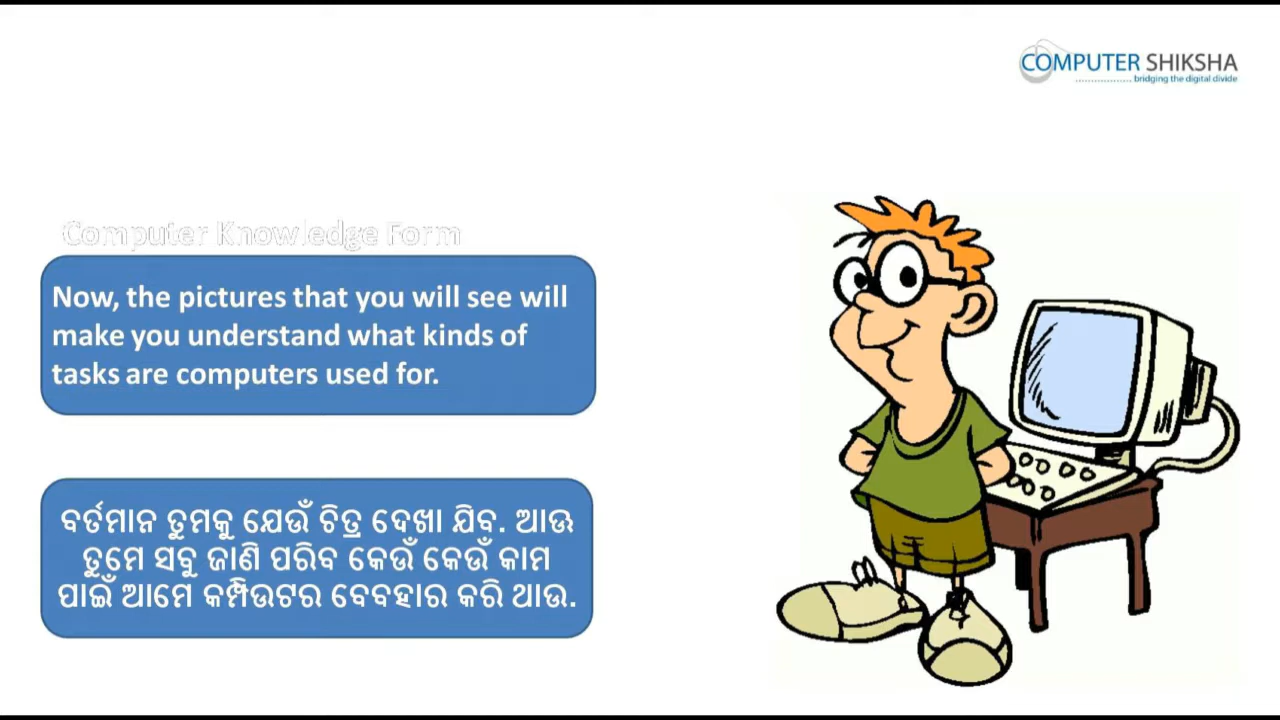 COMPUTER SHIKSHA
bridging the digital divide
Computer Knowledge Form
Now, the pictures that you will see will
make you understand what kinds of
tasks are computers used for.
ବର୍ତମାନ ତୁମକୁ ଯେଉଁ ଚିତ୍ର ଦେଖା ଯିବ. ଆଉ
ତୁମେ ସବୁ ଜାଣି ପରିବ କେଉଁ କେଉଁ କାମ
ପାଇଁ ଆମେ କମ୍ପିଉଟର ବେବହାର କରି ଥାଉ.